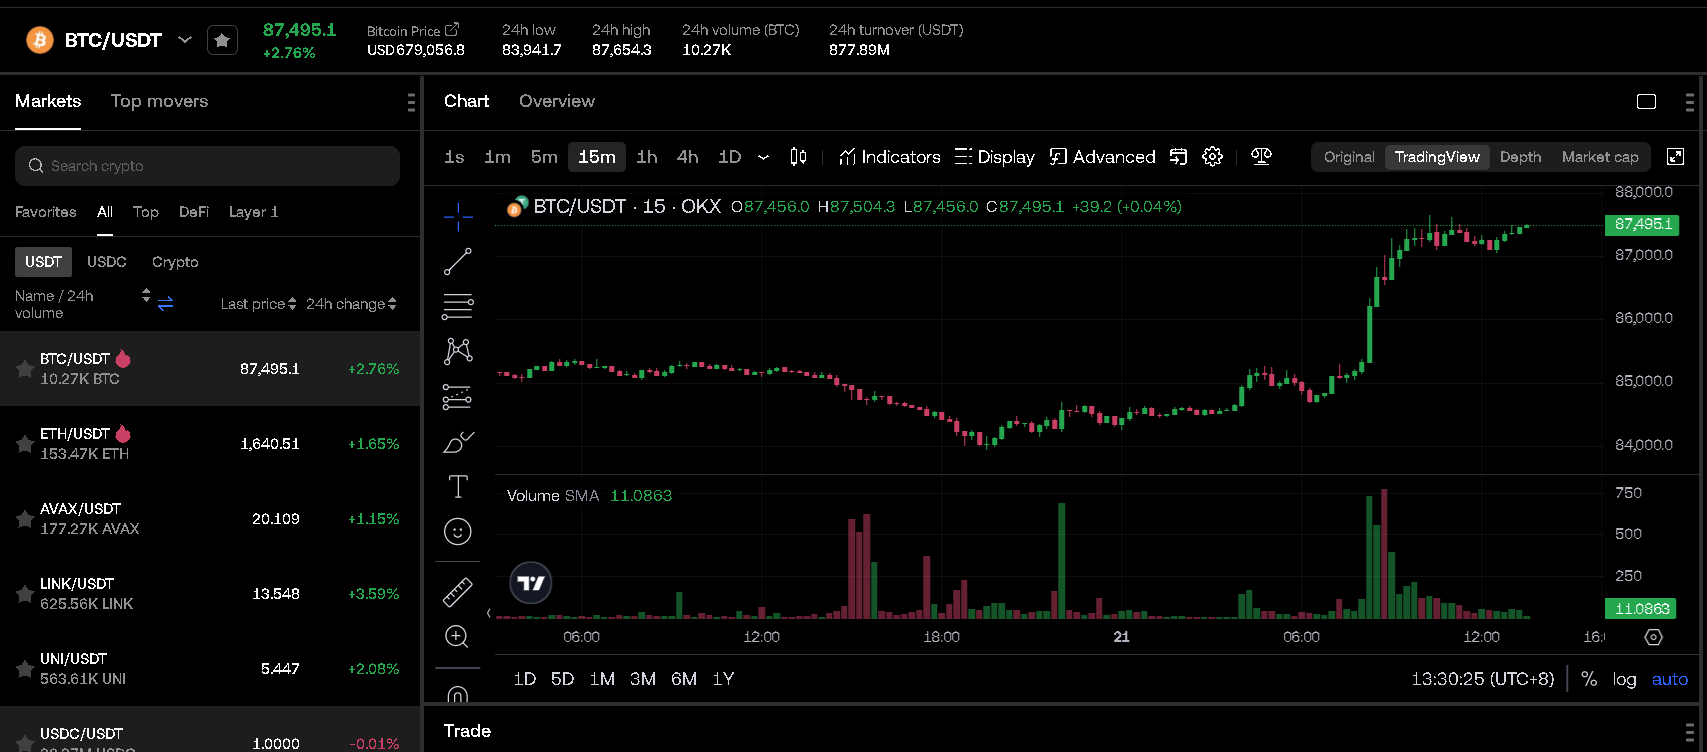 BTC/USDT
87,495.1
+2.76%
Bitcoin Price
USD679,056.8
24h low
83,941.7
24h high
87,654.3
24h volume (BTC)
10.27K
24h turnover (USDT)
877.89M
Markets Top movers
Search crypto
Favorites All Top DeFi Layer 1
USDT USDC Crypto
Name / 24h
volume
Last price 24h change
BTC/USDT
10.27K BTC
87,495.1 +2.76%
ETH/USDT
153.47K ETH
1,640.51 +1.65%
AVAX/USDT
177.27K AVAX
20.109 +1.15%
LINK/USDT
625.56K LINK
13.548 +3.59%
UNI/USDT
563.61K UNI
5.447 +2.08%
USDC/USDT
1.0000 -0.01%
Chart Overview
1s 1m 5m 15m 1h 4h 1D Indicators Display Advanced Original TradingView Depth Market cap
BTC/USDT · 15 · OKX O87,456.0 H87,504.3 L87,456.0 C87,495.1 +39.2 (+0.04%)
88,000.0
87,495.1
87,000.0
86,000.0
85,000.0
84,000.0
Volume SMA 11.0863
750
500
250
11.0863
06:00 12:00 18:00 21 06:00 12:00 16:
1D 5D 1M 3M 6M 1Y 13:30:25 (UTC+8) % log auto
Trade